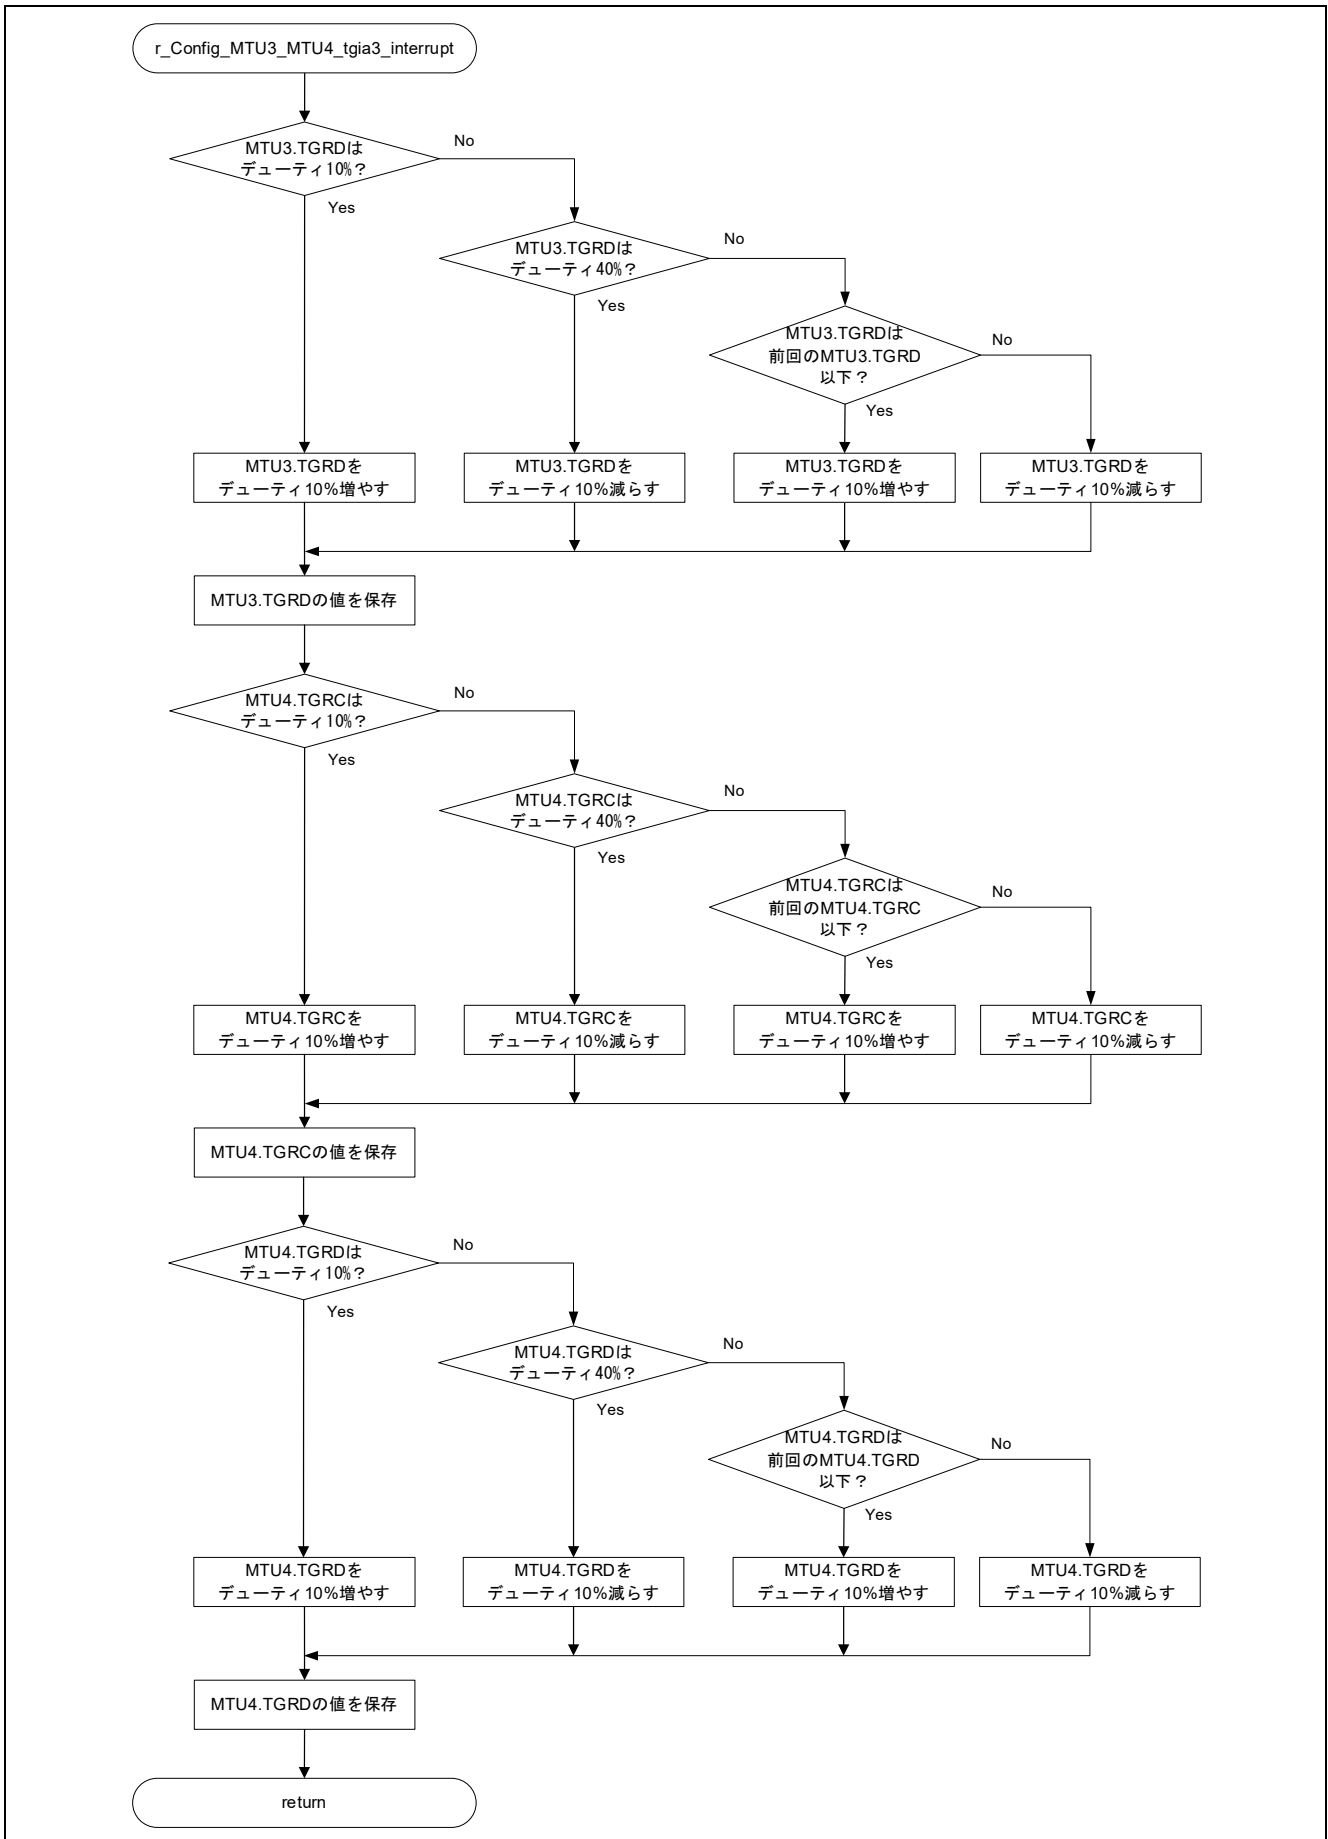 r_Config_MTU3_MTU4_tgia3_interrupt
MTU3.TGRDは
デューティ10%?
No
Yes
MTU3.TGRDは
デューティ40%?
No
Yes
MTU3.TGRDは
前回のMTU3.TGRD
以下?
No
Yes
MTU3.TGRDを
デューティ10%増やす
MTU3.TGRDを
デューティ10%減らす
MTU3.TGRDを
デューティ10%増やす
MTU3.TGRDを
デューティ10%減らす
MTU3.TGRDの値を保存
MTU4.TGRCは
デューティ10%?
No
Yes
MTU4.TGRCは
デューティ40%?
No
Yes
MTU4.TGRCは
前回のMTU4.TGRC
以下?
No
Yes
MTU4.TGRCを
デューティ10%増やす
MTU4.TGRCを
デューティ10%減らす
MTU4.TGRCを
デューティ10%増やす
MTU4.TGRCを
デューティ10%減らす
MTU4.TGRCの値を保存
MTU4.TGRDは
デューティ10%?
No
Yes
MTU4.TGRDは
デューティ40%?
No
Yes
MTU4.TGRDは
前回のMTU4.TGRD
以下?
No
Yes
MTU4.TGRDを
デューティ10%増やす
MTU4.TGRDを
デューティ10%減らす
MTU4.TGRDを
デューティ10%増やす
MTU4.TGRDを
デューティ10%減らす
MTU4.TGRDの値を保存
return